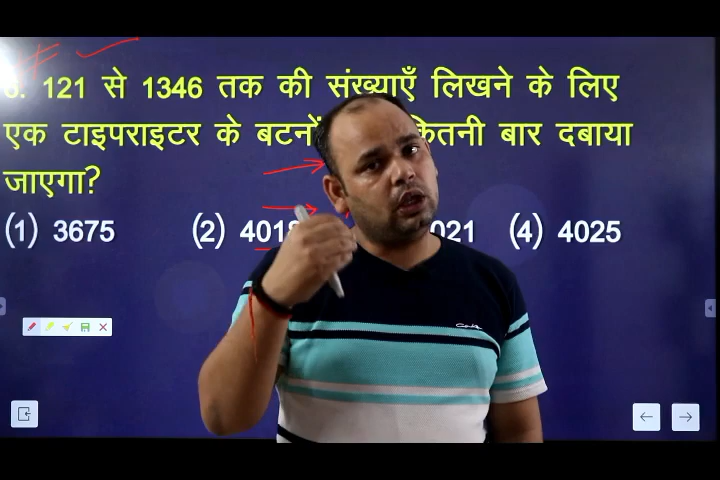 121 से 1346 तक की संख्याएँ लिखने के लिए
एक टाइपराइटर के बटनों कितनी बार दबाया
जाएगा?
(1) 3675 (2) 4018 021 (4) 4025